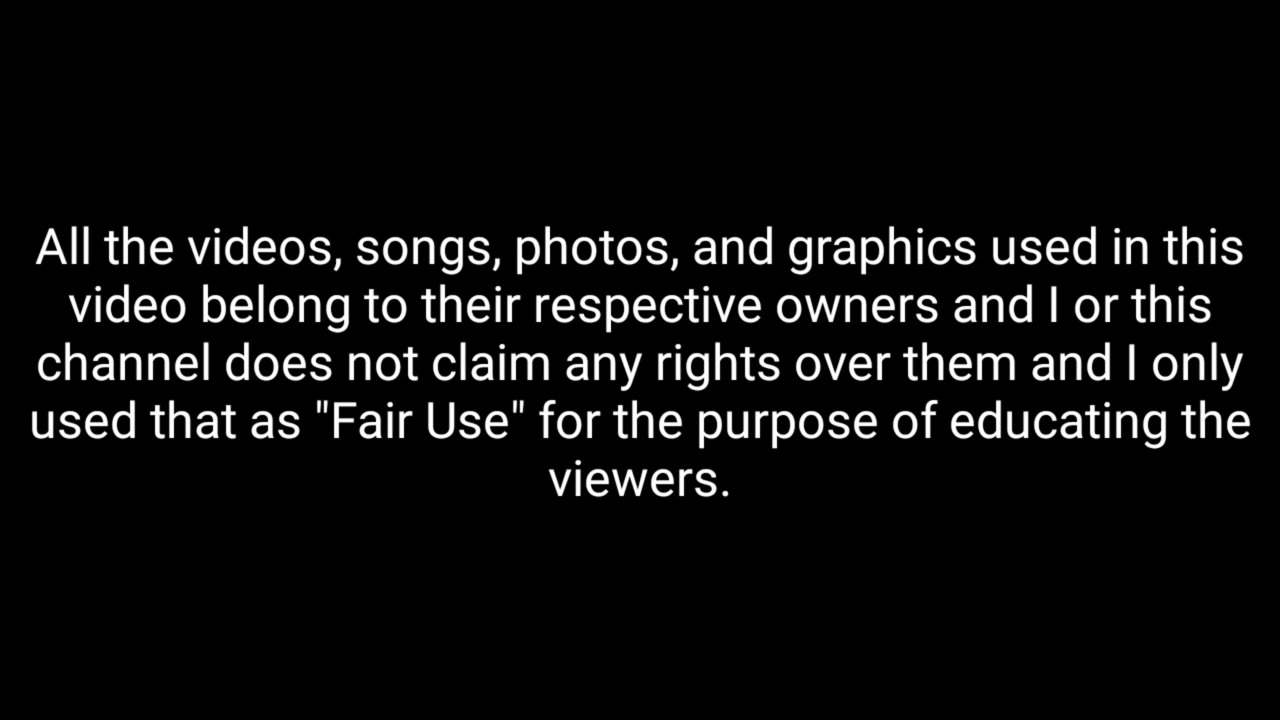 All the videos, songs, photos, and graphics used in this
video belong to their respective owners and I or this
channel does not claim any rights over them and I only
used that as "Fair Use" for the purpose of educating the
viewers.